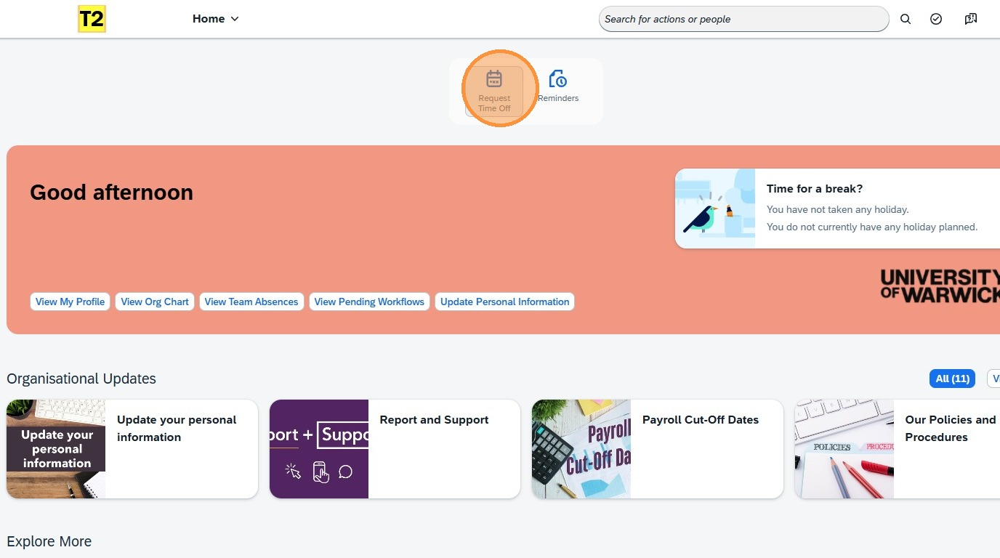 T2
Home
Search for actions or people
Request
Time Off
Reminders
Good afternoon
Time for a break?
You have not taken any holiday.
You do not currently have any holiday planned.
UNIVERSITY
OF WARWICK
View My Profile
View Org Chart
View Team Absences
View Pending Workflows
Update Personal Information
Organisational Updates
All (11)
Update your
personal
information
Update your personal
information
port + Suppo
Report and Support
Payroll
Cut-Off Da
Payroll Cut-Off Dates
POLICIES
PROCEDU
Our Policies and
Procedures
Explore More